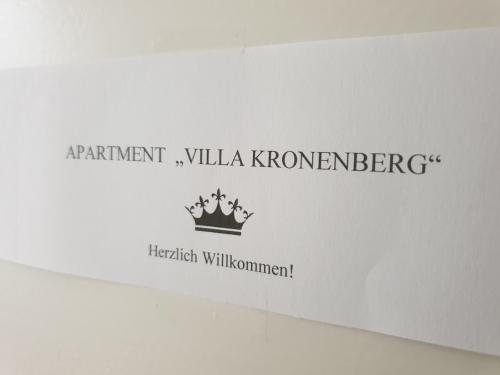 APARTMENT „VILLA KRONENBERG“
Herzlich Willkommen!